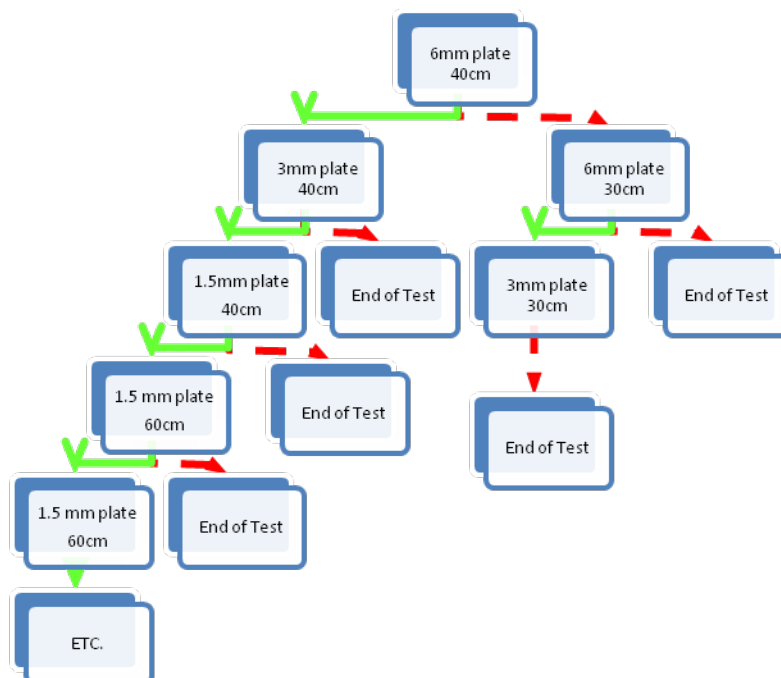 6mm plate
40cm
3mm plate
40cm
6mm plate
30cm
1.5mm plate
40cm
End of Test
3mm plate
30cm
End of Test
1.5 mm plate
60cm
End of Test
End of Test
1.5 mm plate
60cm
End of Test
ETC.